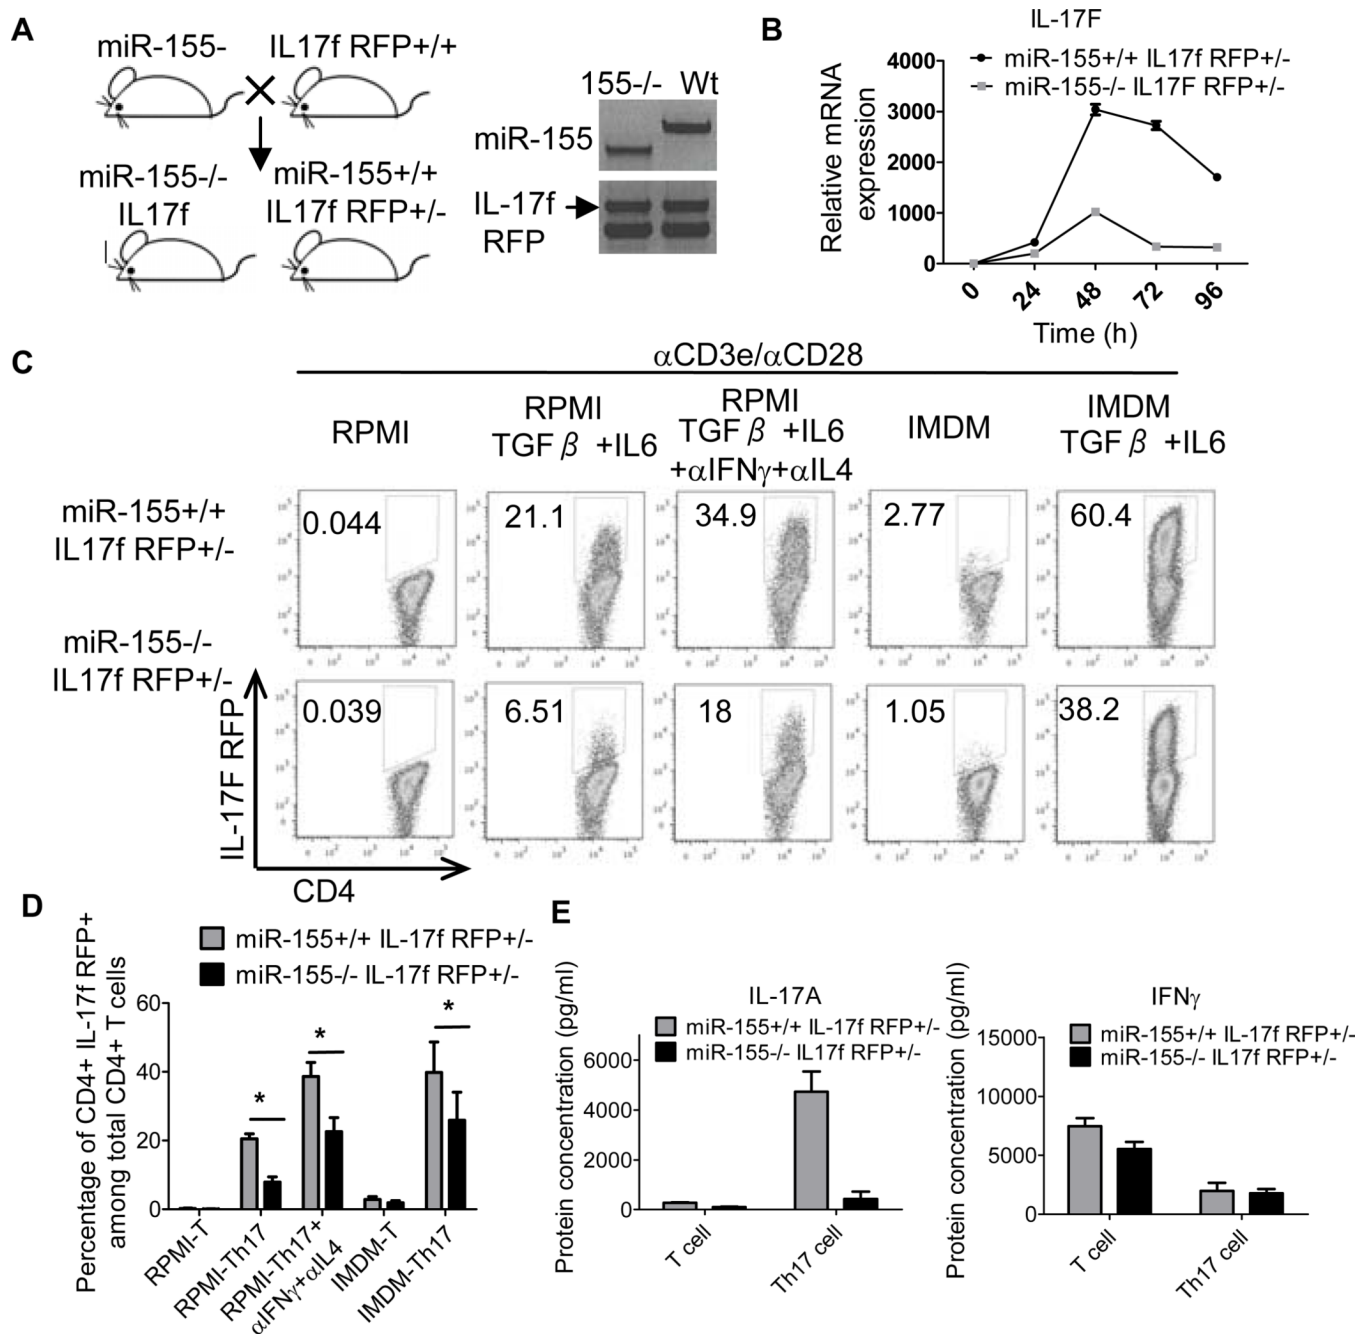 A
miR-155-
IL17f RFP+/+
miR-155-/-
IL17f
miR-155+/+
IL17f RFP+/-
155-/- Wt
miR-155
IL-17f
RFP
B
IL-17F
miR-155+/+ IL17f RFP+/-
miR-155-/- IL17F RFP+/-
Relative mRNA
expression
4000
3000
2000
1000
0
0 24 48 72 96
Time (h)
C
αCD3e/αCD28
RPMI
RPMI
TGFβ +IL6
RPMI
TGFβ +IL6
+αIFNγ+αIL4
IMDM
IMDM
TGFβ +IL6
miR-155+/+
IL17f RFP+/-
0.044 21.1 34.9 2.77 60.4
miR-155-/-
IL17f RFP+/-
0.039 6.51 18 1.05 38.2
IL-17F RFP
CD4
D
miR-155+/+ IL-17f RFP+/-
miR-155-/- IL-17f RFP+/-
Percentage of CD4+ IL-17f RFP+
among total CD4+ T cells
60
40
20
0
* * *
RPMI-T
RPMI-Th17
RPMI-Th17+
αIFNγ+αIL4
IMDM-T
IMDM-Th17
E
IL-17A
miR-155+/+ IL-17f RFP+/-
miR-155-/- IL17f RFP+/-
Protein concentration (pg/ml)
6000
4000
2000
0
T cell
Th17 cell
IFNγ
miR-155+/+ IL-17f RFP+/-
miR-155-/- IL17f RFP+/-
Protein concentration (pg/ml)
15000
10000
5000
0
T cell
Th17 cell